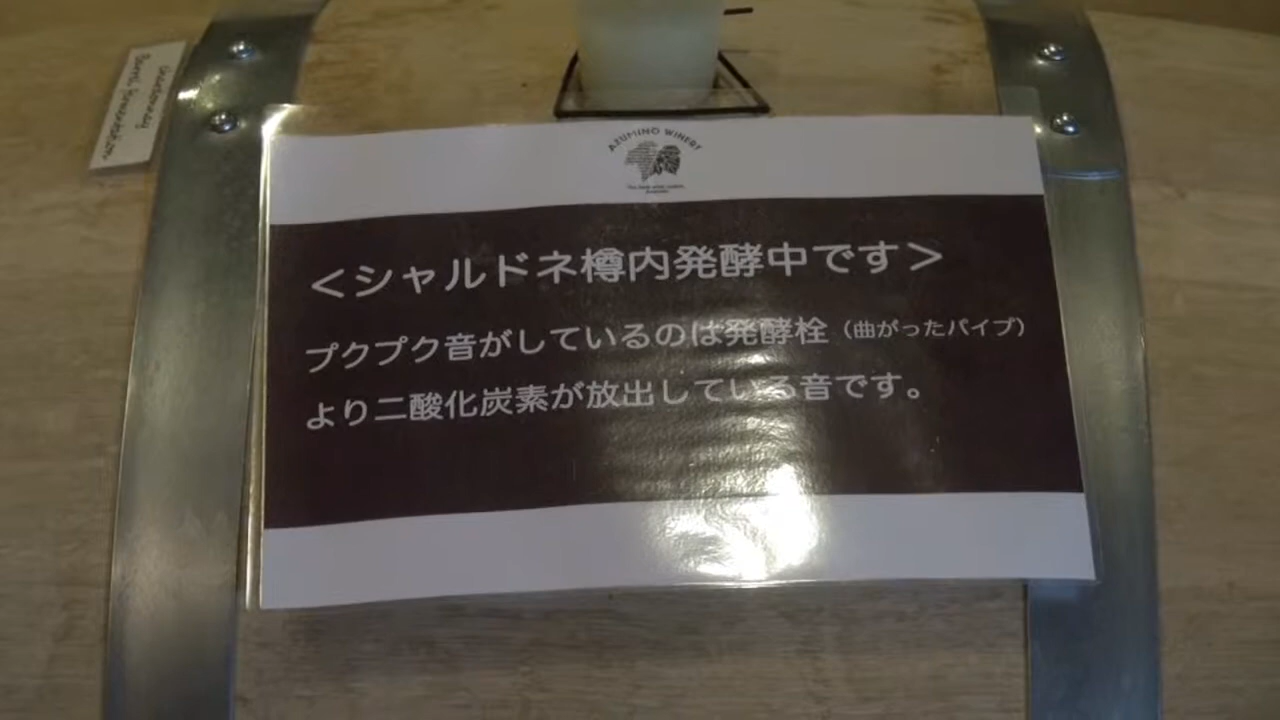 AZUMINO WINERY
＜シャルドネ樽内発酵中です＞
プクプク音がしているのは発酵栓（曲がったパイプ）
より二酸化炭素が放出している音です。